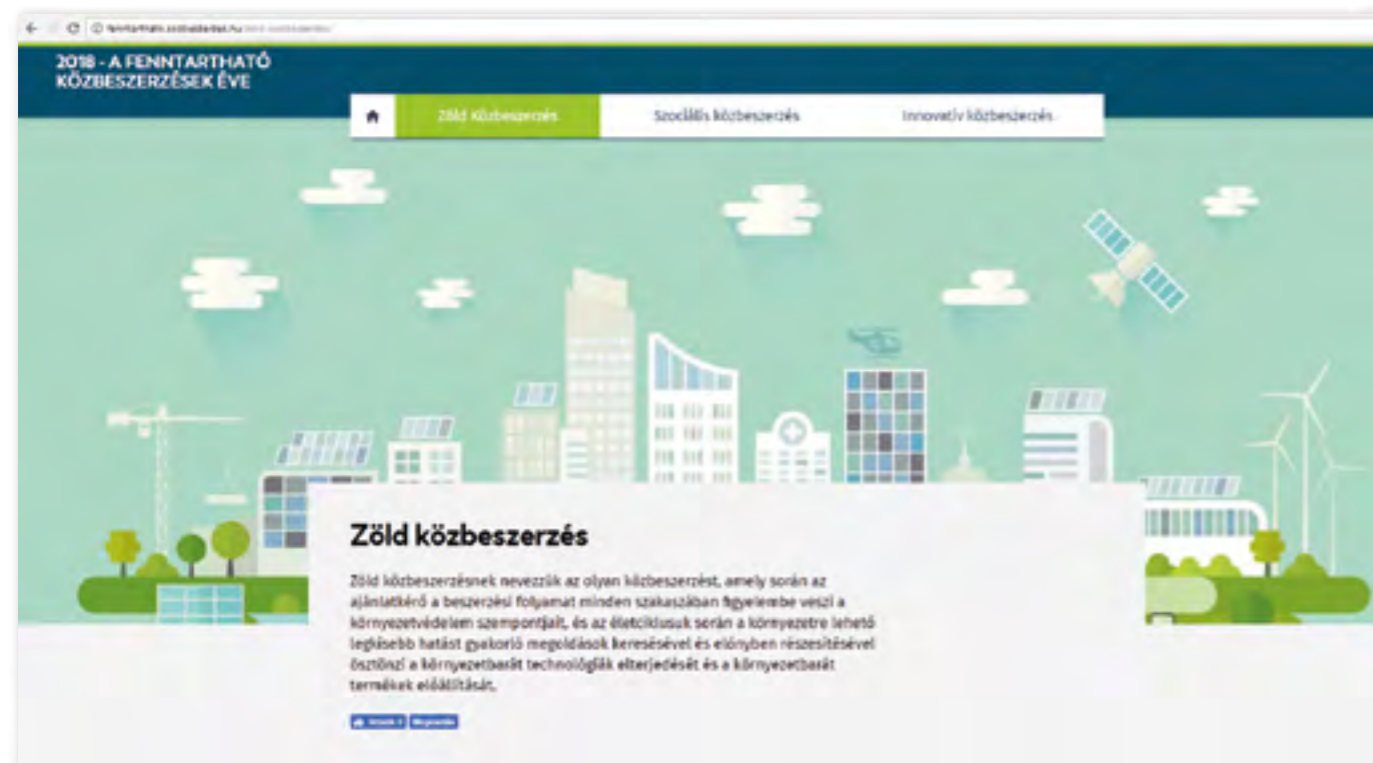 2018 - A FENNTARTHATÓ
KÖZBESZERZÉSEK ÉVE
Zöld Közbeszerzés
Szociális közbeszerzés
Innovatív közbeszerzés
Zöld közbeszerzés
Zöld közbeszerzésnek nevezzük az olyan közbeszerzést, amely során az
ajánlatkérő a beszerzési folyamat minden szakaszában figyelembe veszi a
környezetvédelem szempontjait, és az életciklusuk során a környezetre lehető
legkisebb hatást gyakorló megoldások keresésével és előnyben részesítésével
ösztönzi a környezetbarát technológiák elterjedését és a környezetbarát
termékek előállítását.